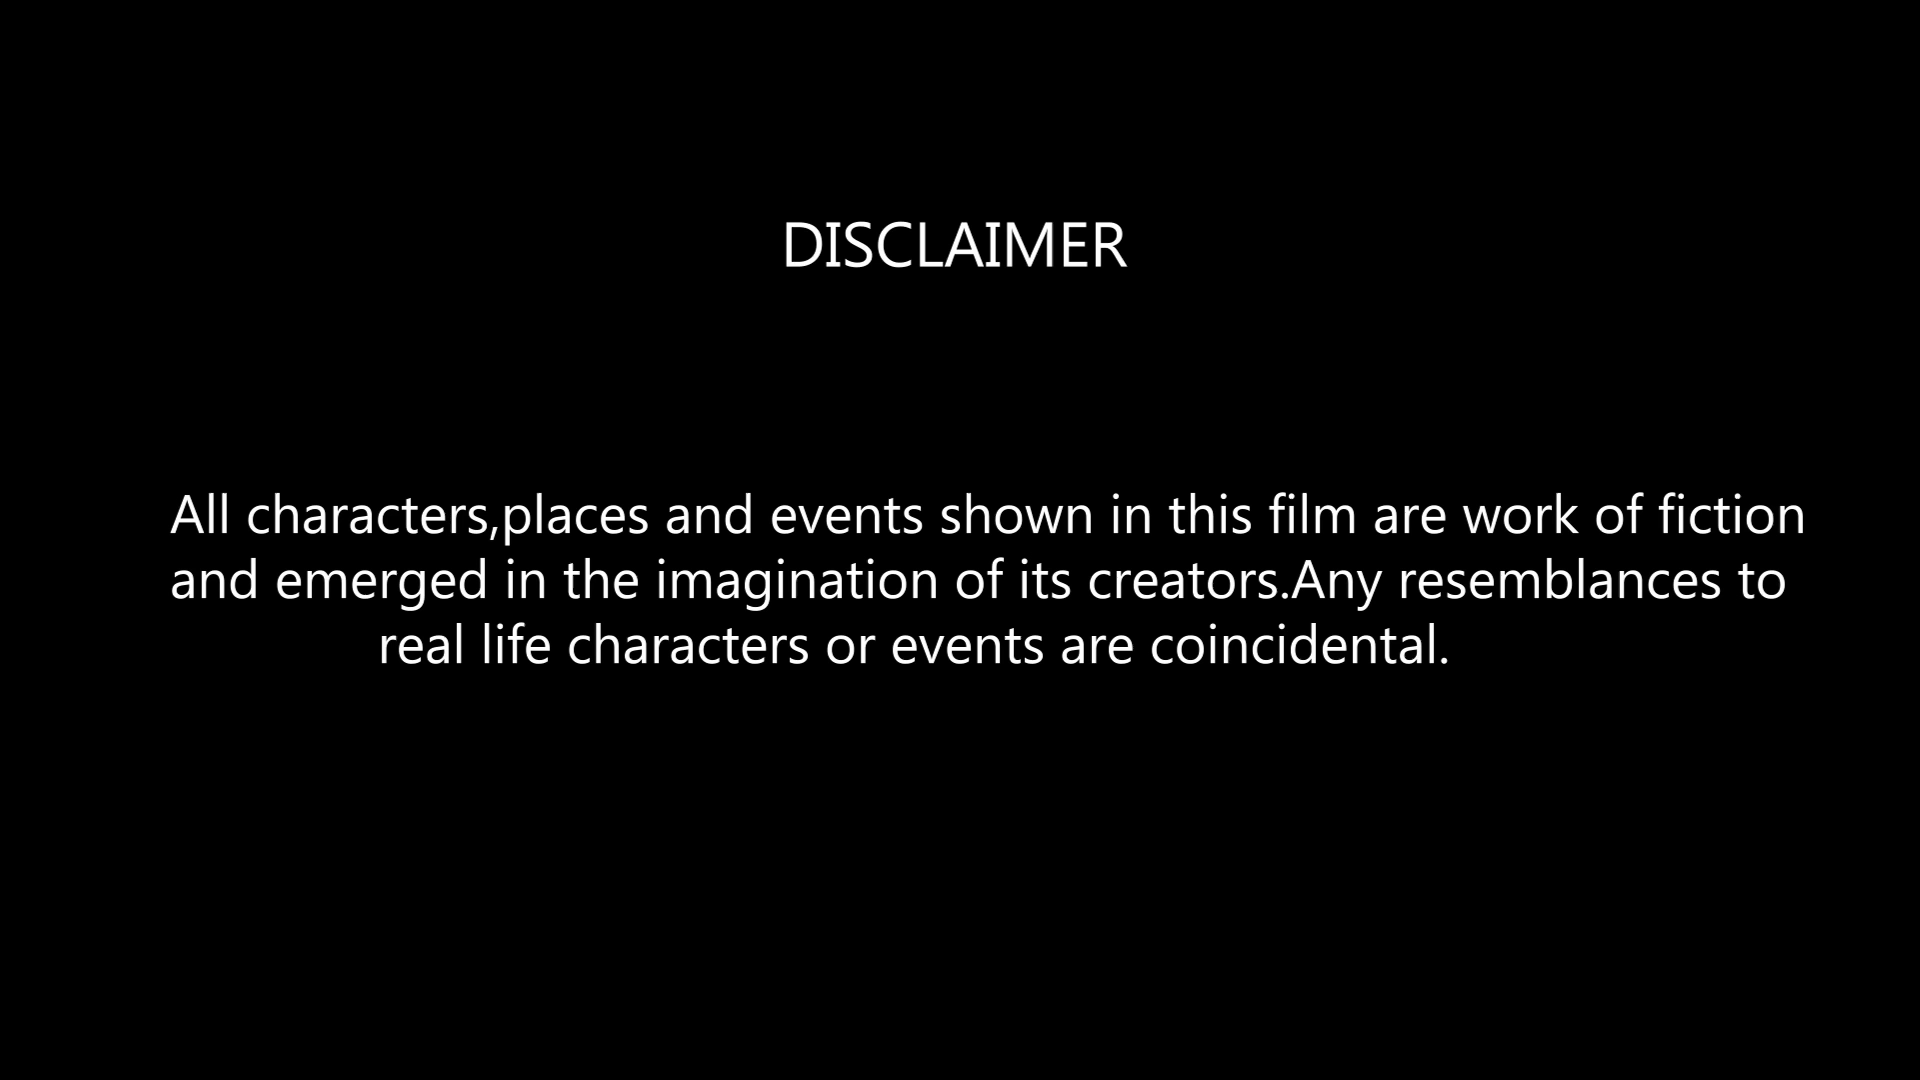 DISCLAIMER
All characters,places and events shown in this film are work of fiction
and emerged in the imagination of its creators.Any resemblances to
real life characters or events are coincidental.